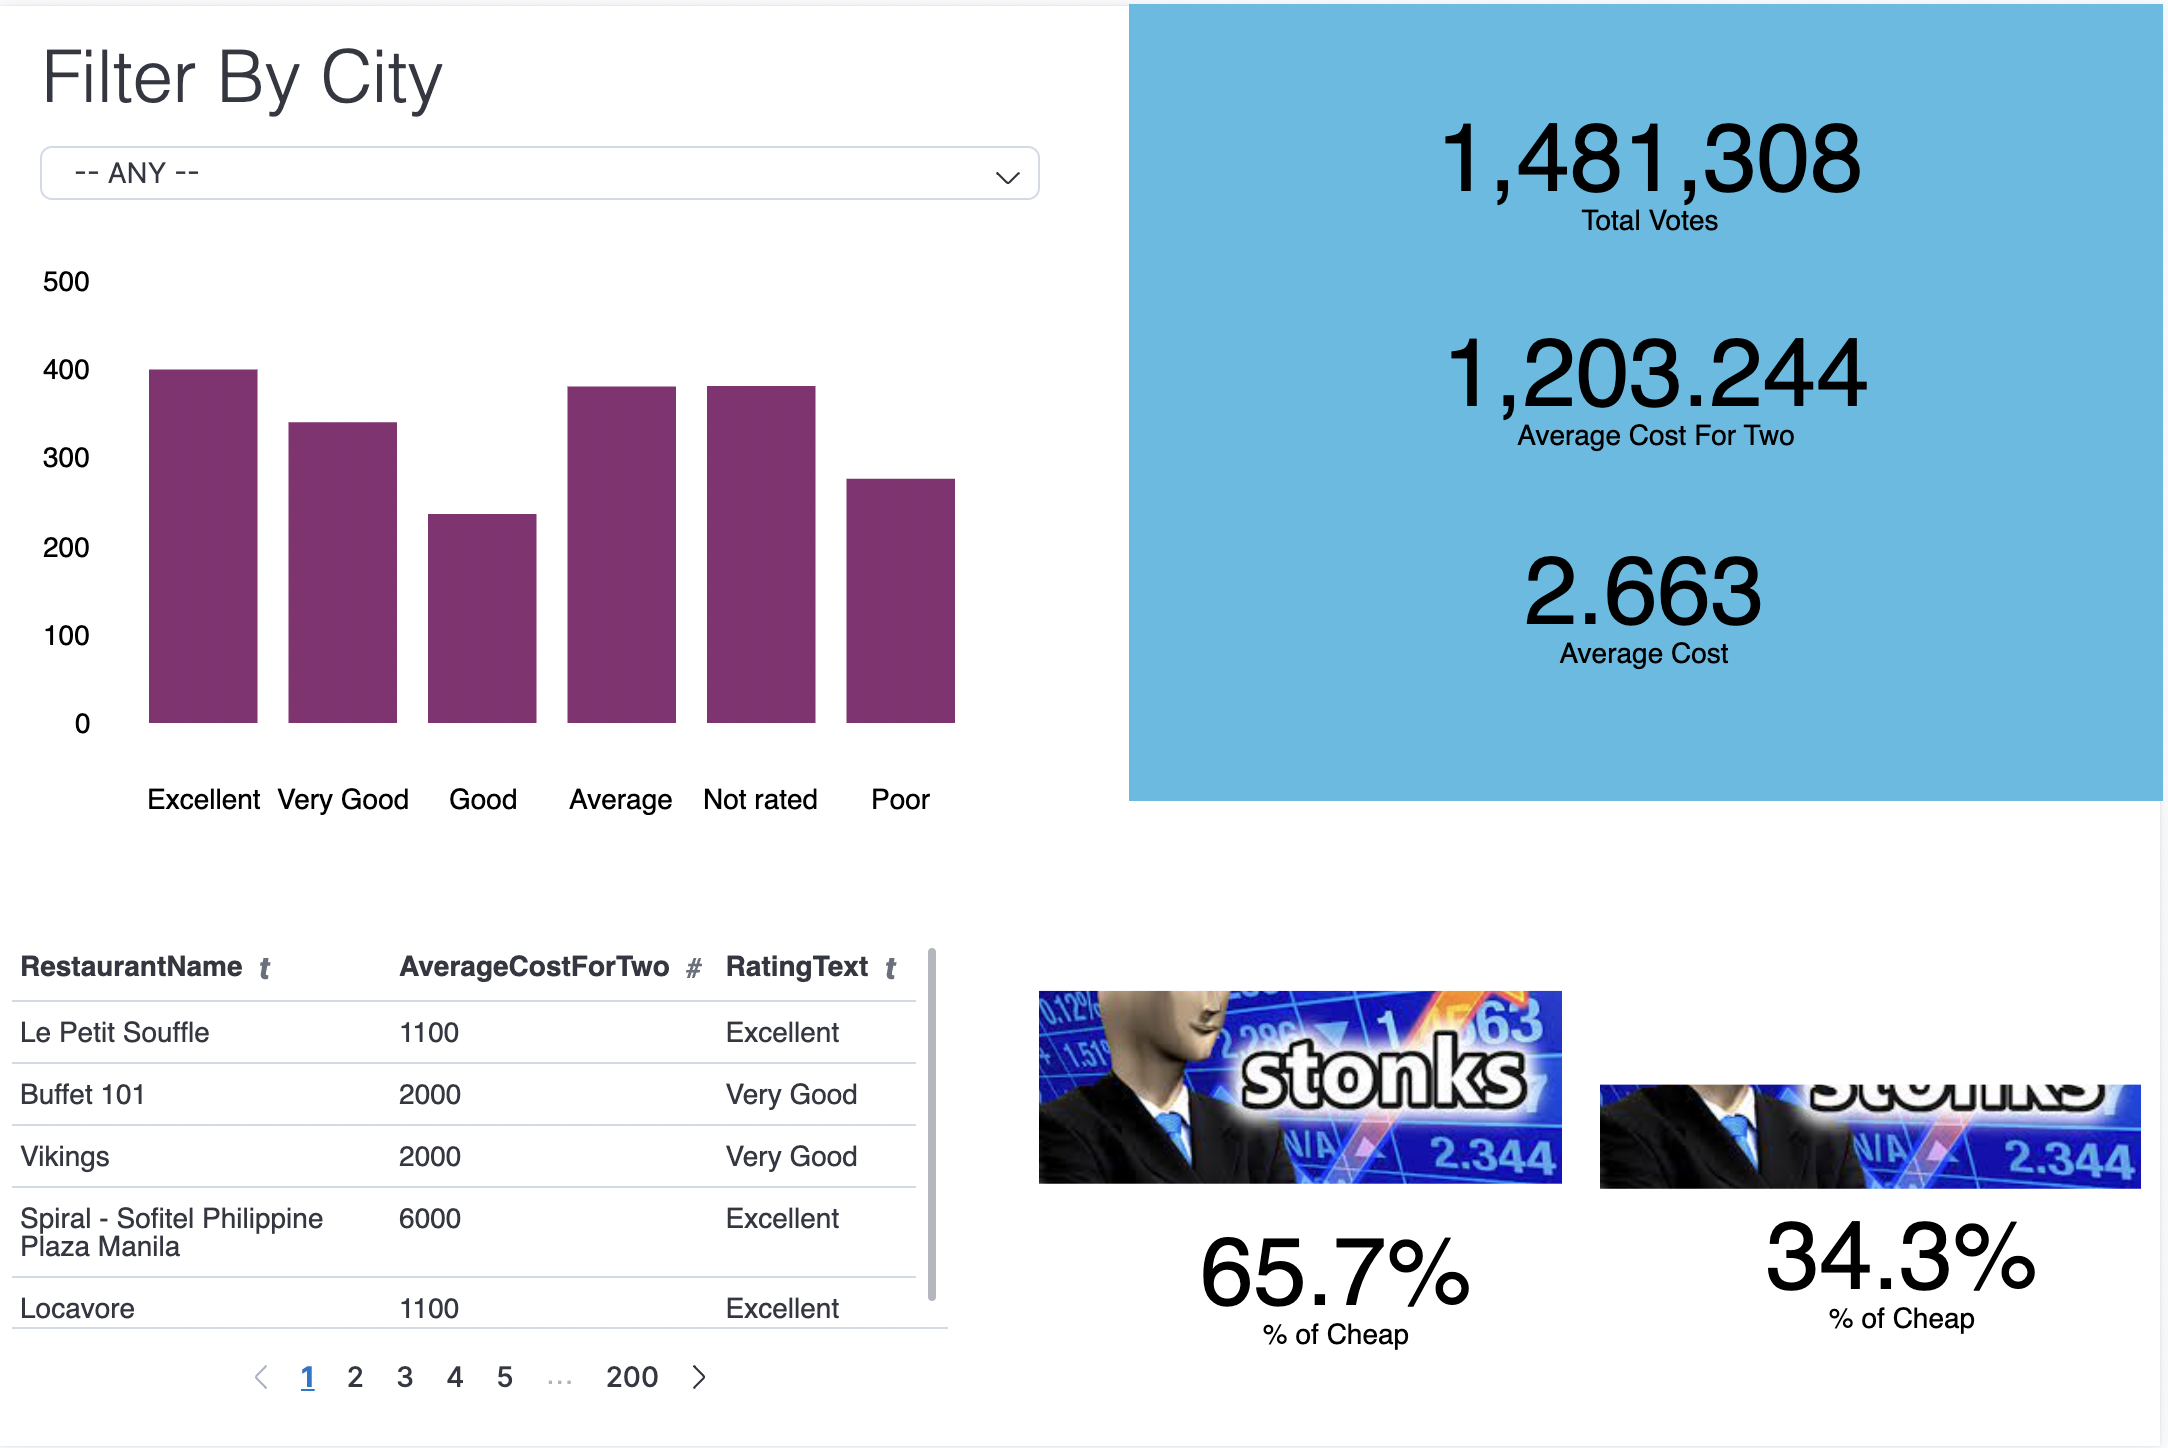 Filter By City
-- ANY --
500
400
300
200
100
0
Excellent Very Good Good Average Not rated Poor
1,481,308
Total Votes
1,203.244
Average Cost For Two
2.663
Average Cost
RestaurantName t AverageCostForTwo # RatingText t
Le Petit Souffle 1100 Excellent
Buffet 101 2000 Very Good
Vikings 2000 Very Good
Spiral - Sofitel Philippine 6000 Excellent
Plaza Manila
Locavore 1100 Excellent
1 2 3 4 5 ... 200
stonks
N/A 2.344
65.7%
% of Cheap
stonks
N/A 2.344
34.3%
% of Cheap